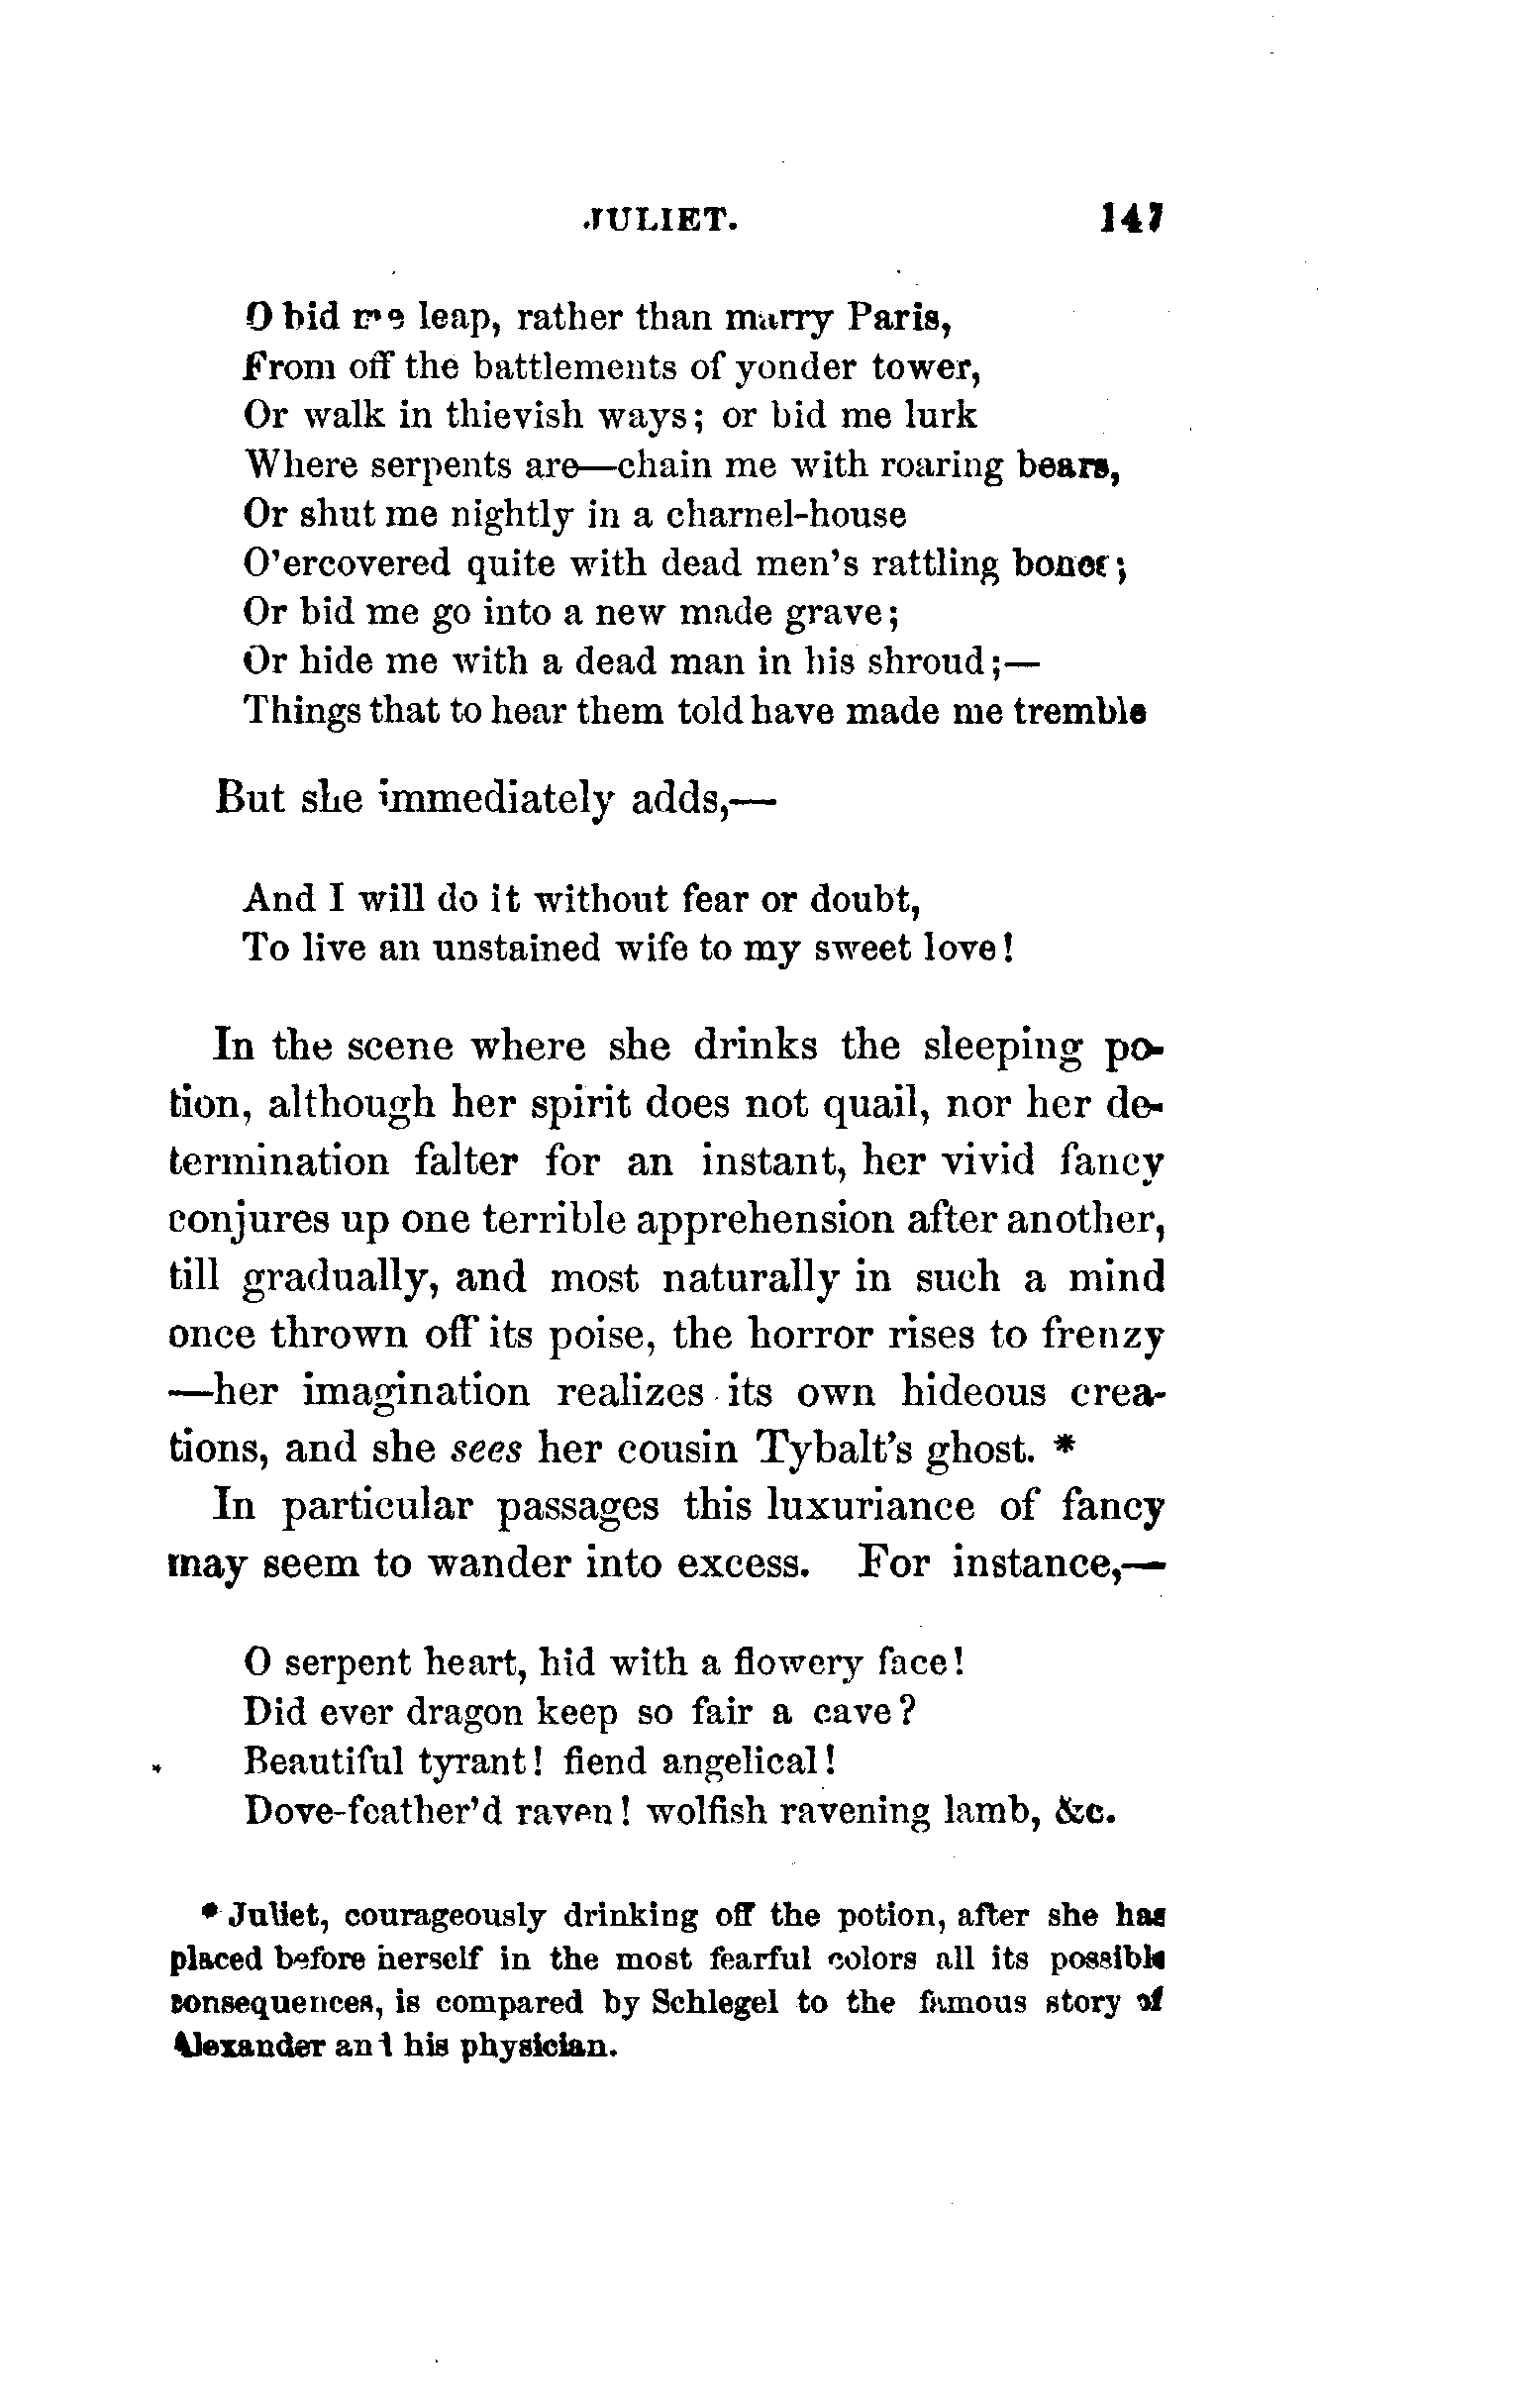 JULIET. 147
O bid me leap, rather than marry Paris,
From off the battlements of yonder tower,
Or walk in thievish ways; or bid me lurk
Where serpents are—chain me with roaring bears,
Or shut me nightly in a charnel-house
O'ercovered quite with dead men's rattling bones;
Or bid me go into a new made grave;
Or hide me with a dead man in his shroud;—
Things that to hear them told have made me tremble
But she immediately adds,—
And I will do it without fear or doubt,
To live an unstained wife to my sweet love!
In the scene where she drinks the sleeping po-
tion, although her spirit does not quail, nor her de-
termination falter for an instant, her vivid fancy
conjures up one terrible apprehension after another,
till gradually, and most naturally in such a mind
once thrown off its poise, the horror rises to frenzy
—her imagination realizes its own hideous crea-
tions, and she sees her cousin Tybalt's ghost. *
In particular passages this luxuriance of fancy
may seem to wander into excess. For instance,—
O serpent heart, hid with a flowery face!
Did ever dragon keep so fair a cave?
Beautiful tyrant! fiend angelical!
Dove-feather'd raven! wolfish ravening lamb, &c.
* Juliet, courageously drinking off the potion, after she has
placed before herself in the most fearful colors all its possible
consequences, is compared by Schlegel to the famous story of
Alexander and his physician.